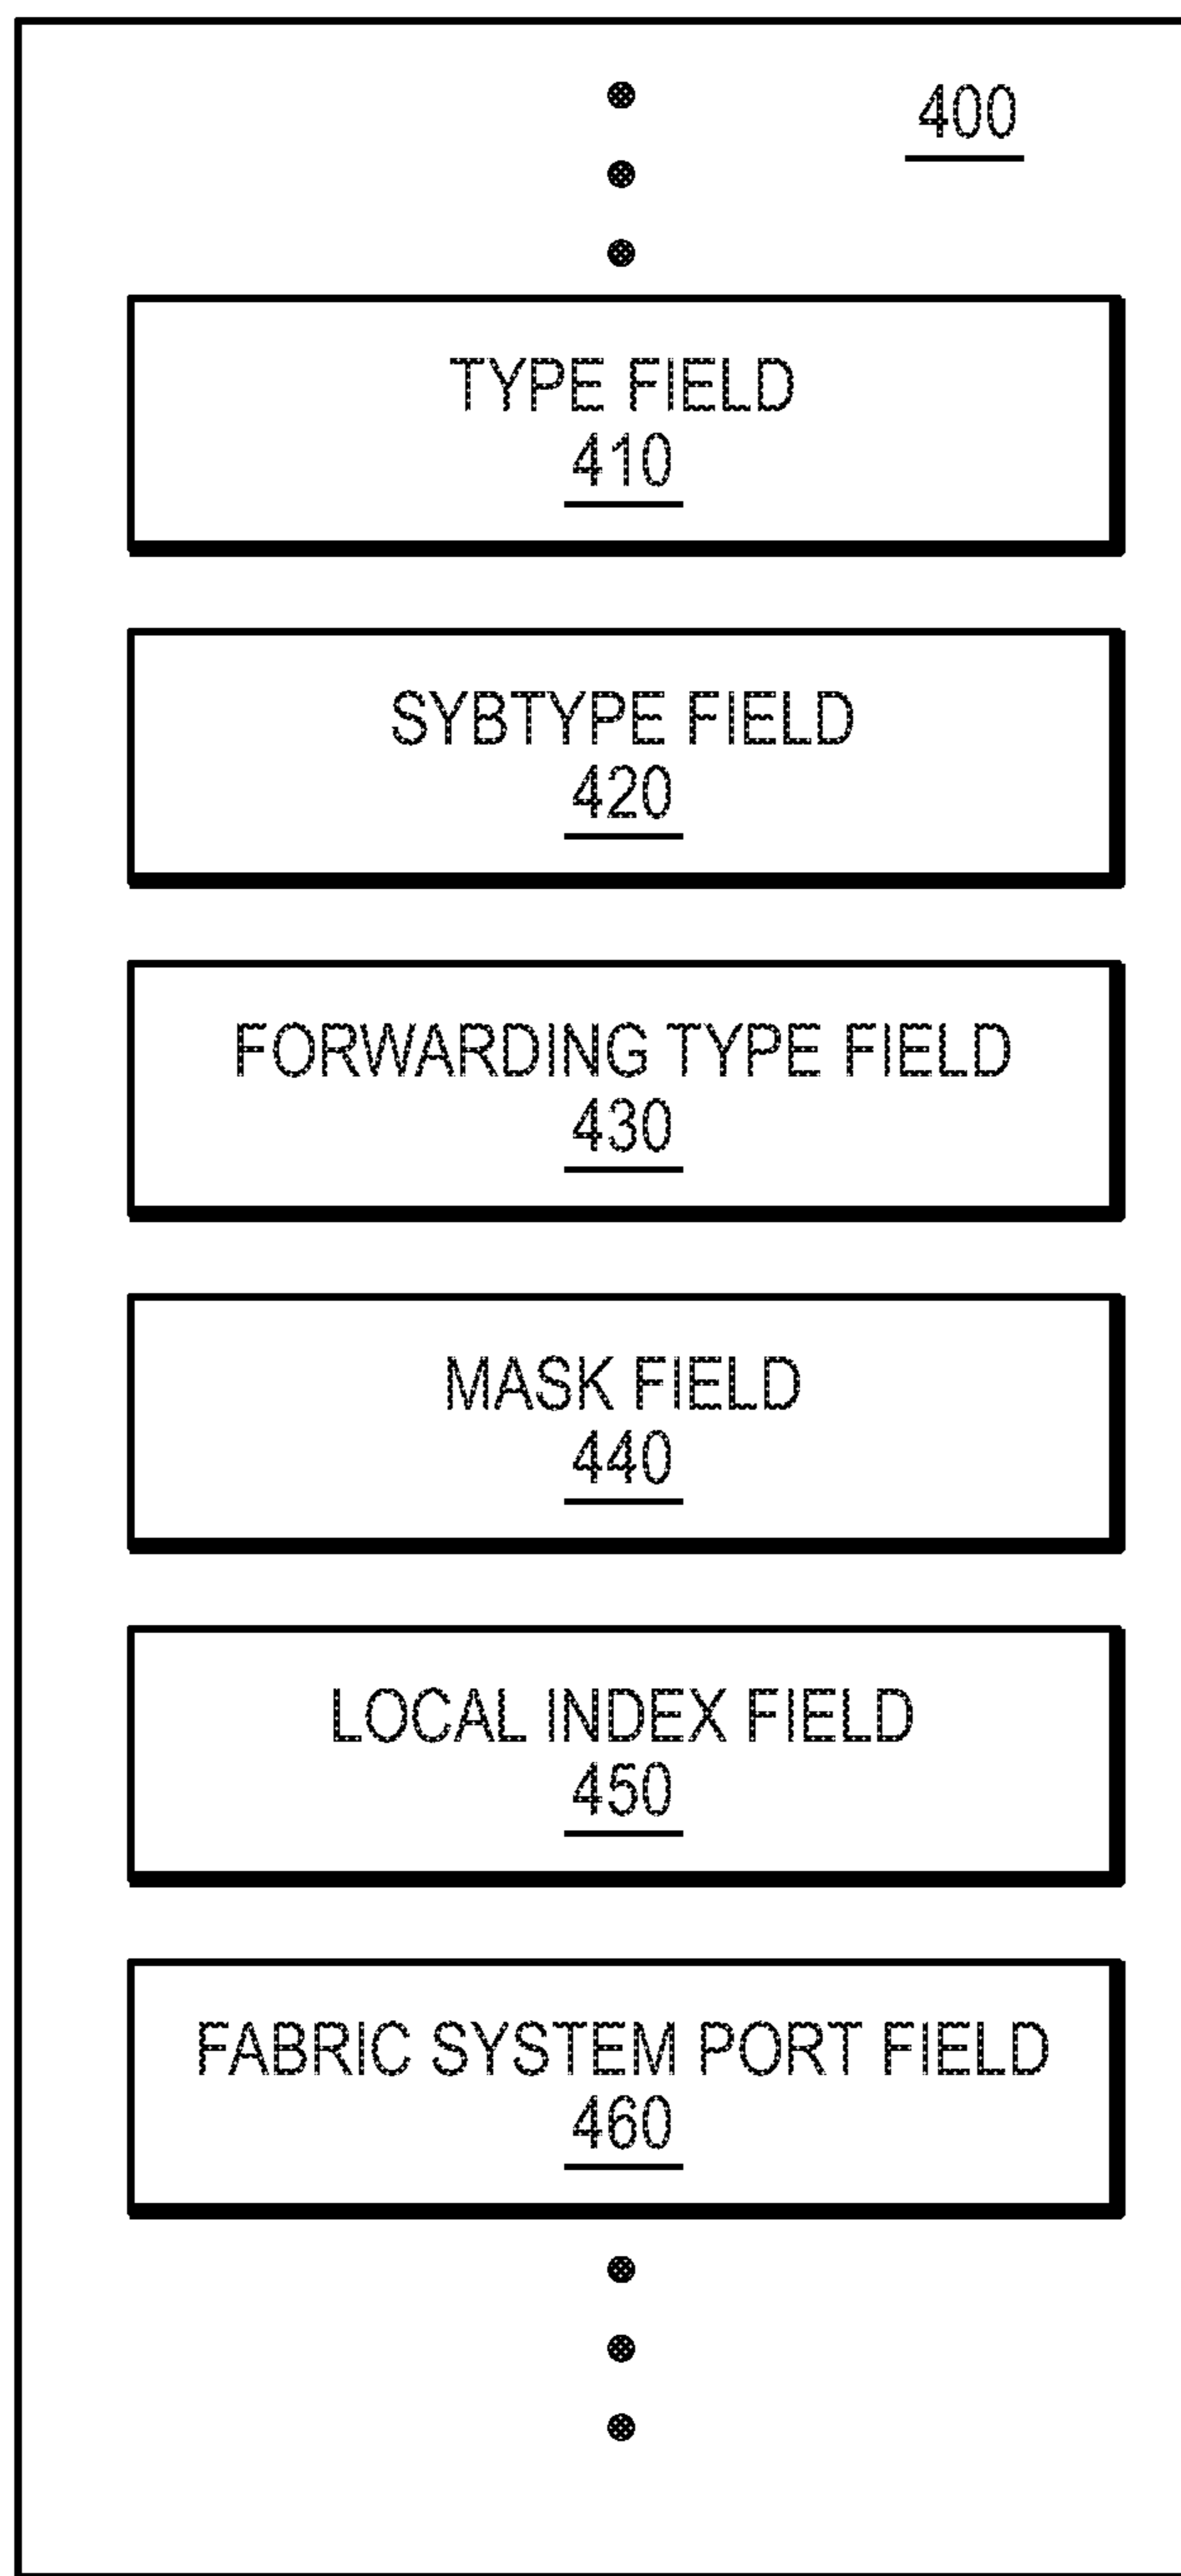 400
TYPE FIELD
410
SYBTYPE FIELD
420
FORWARDING TYPE FIELD
430
MASK FIELD
440
LOCAL INDEX FIELD
450
FABRIC SYSTEM PORT FIELD
460